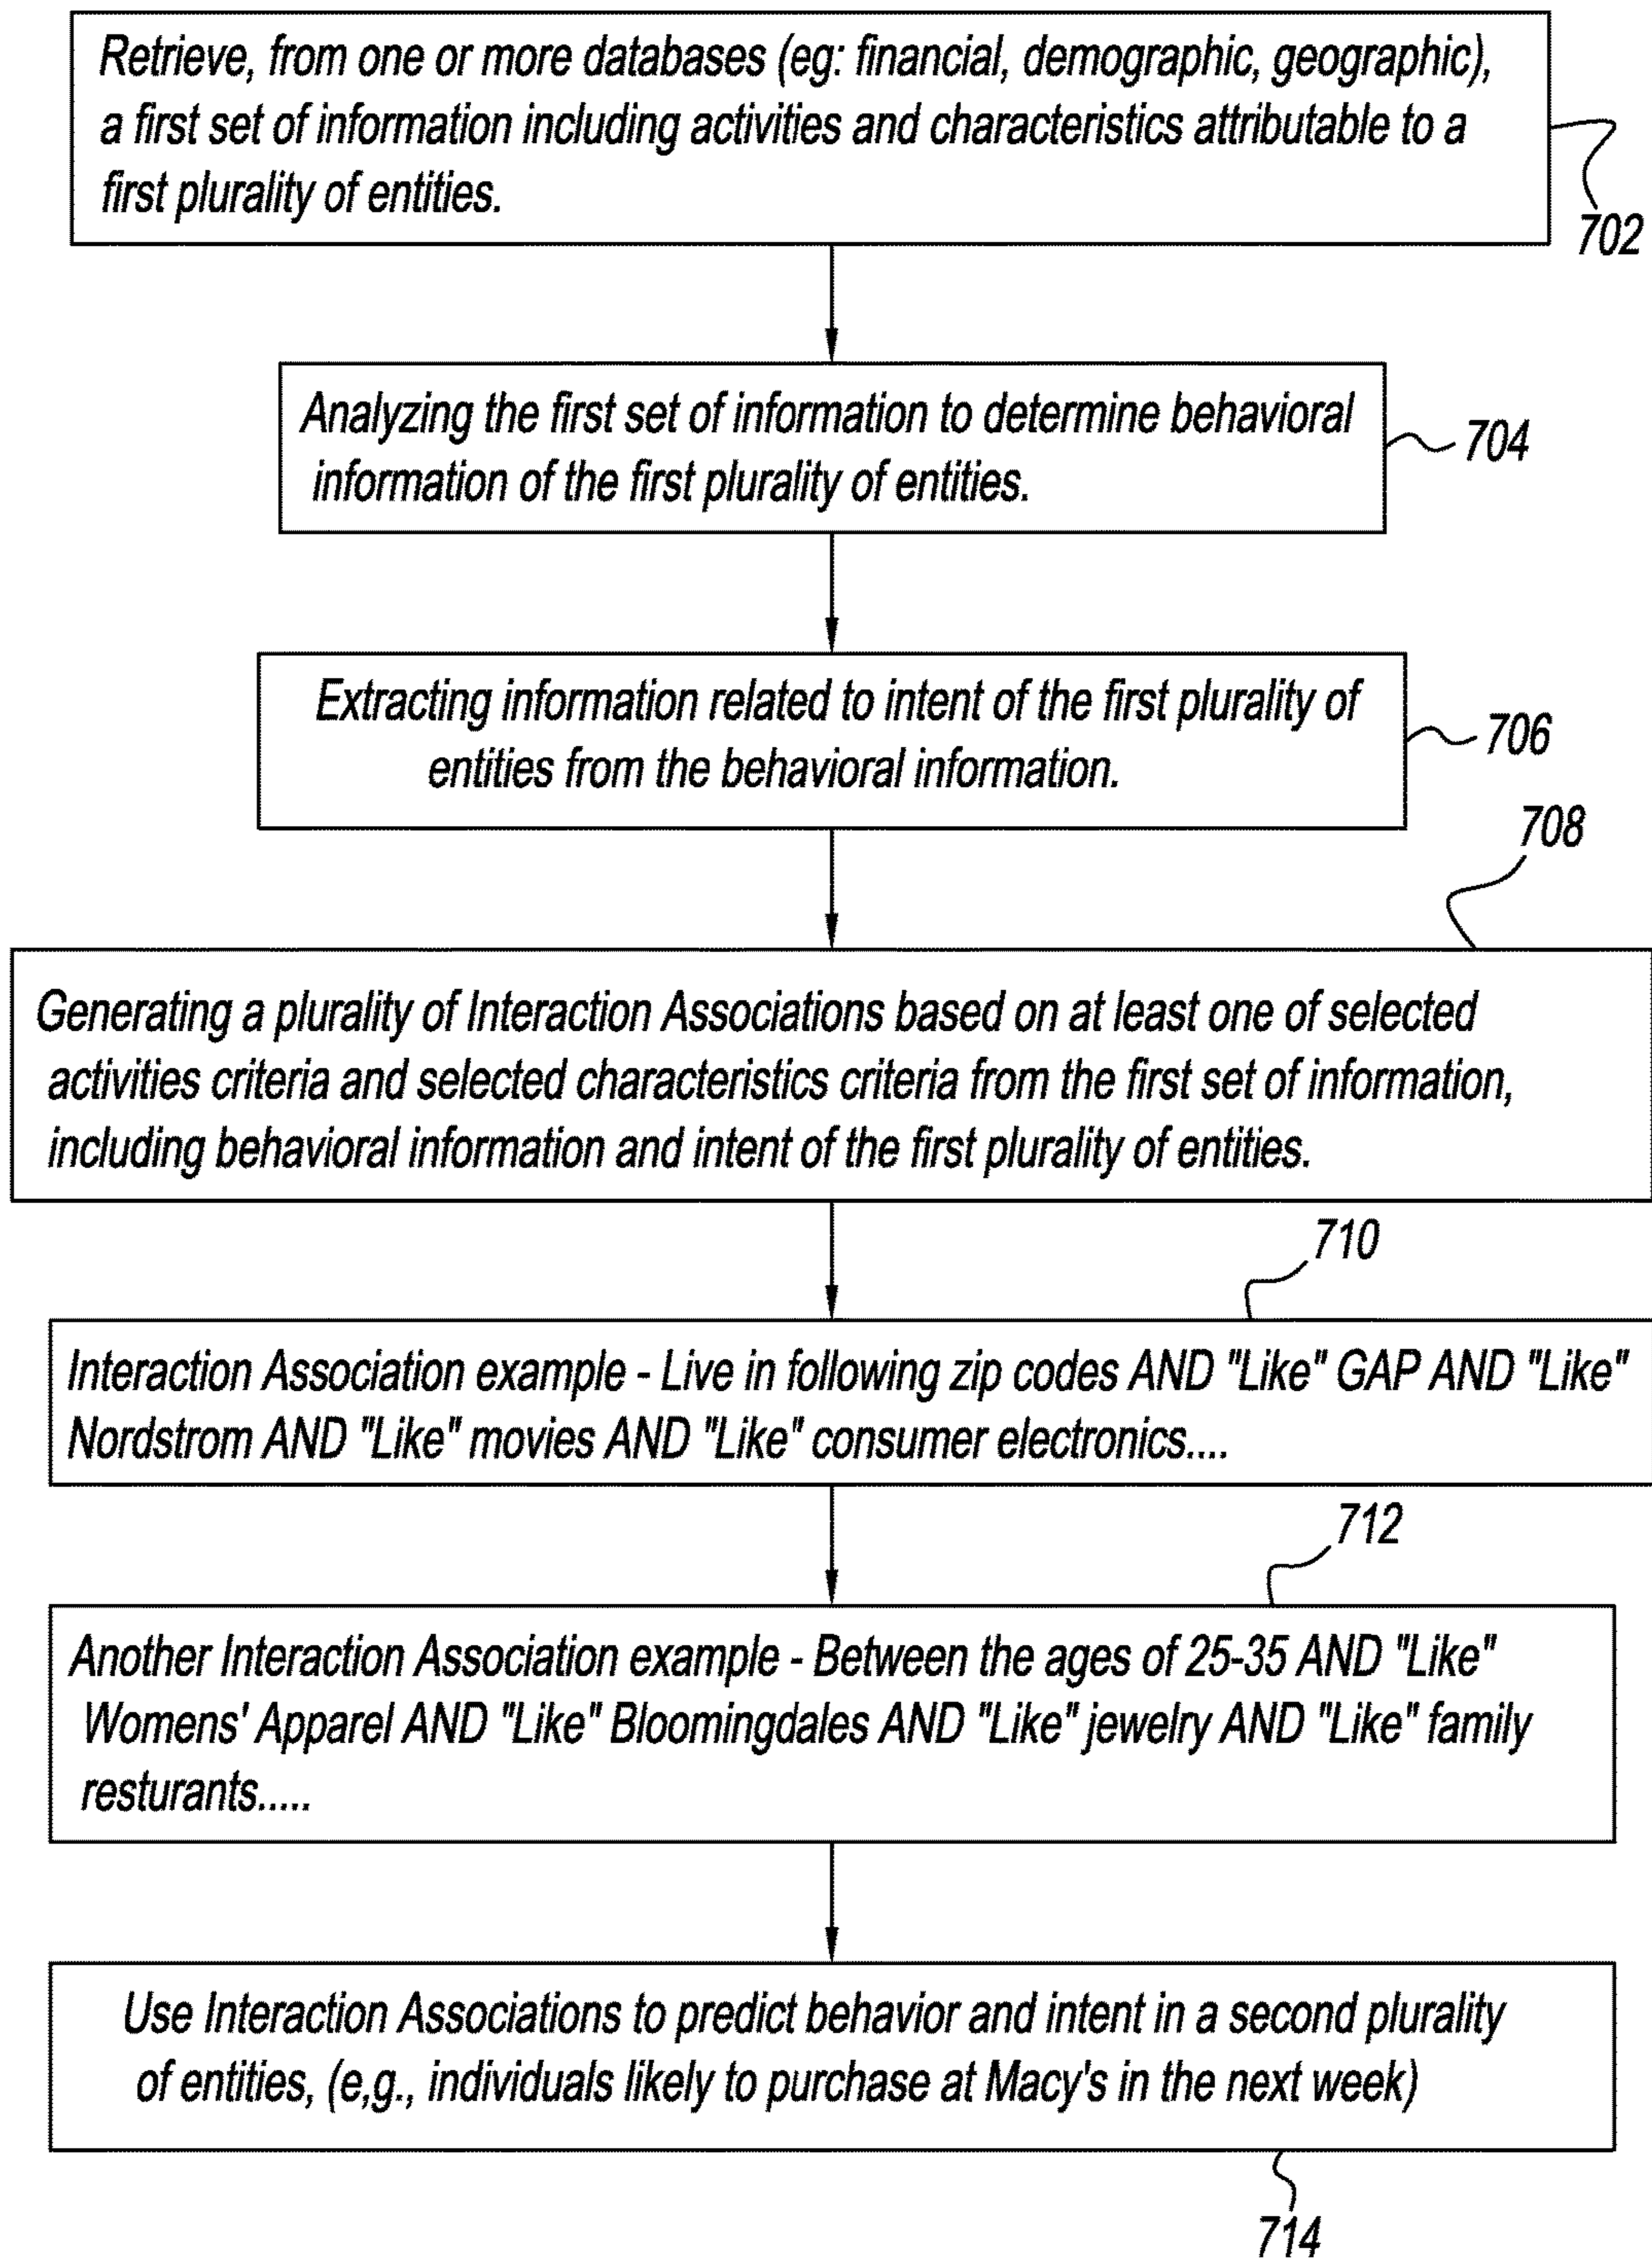 Retrieve, from one or more databases (eg: financial, demographic, geographic),
a first set of information including activities and characteristics attributable to a
first plurality of entities.
702
Analyzing the first set of information to determine behavioral
information of the first plurality of entities.
704
Extracting information related to intent of the first plurality of
entities from the behavioral information.
706
708
Generating a plurality of Interaction Associations based on at least one of selected
activities criteria and selected characteristics criteria from the first set of information,
including behavioral information and intent of the first plurality of entities.
710
Interaction Association example - Live in following zip codes AND "Like" GAP AND "Like"
Nordstrom AND "Like" movies AND "Like" consumer electronics....
712
Another Interaction Association example - Between the ages of 25-35 AND "Like"
Womens' Apparel AND "Like" Bloomingdales AND "Like" jewelry AND "Like" family
resturants.....
Use Interaction Associations to predict behavior and intent in a second plurality
of entities, (e,g., individuals likely to purchase at Macy's in the next week)
714